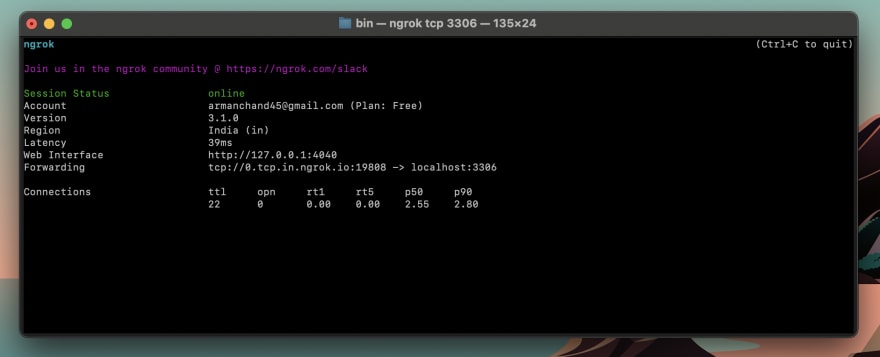 bin — ngrok tcp 3306 — 135×24
ngrok (Ctrl+C to quit)
Join us in the ngrok community @ https://ngrok.com/slack
Session Status online
Account armanchand45@gmail.com (Plan: Free)
Version 3.1.0
Region India (in)
Latency 39ms
Web Interface http://127.0.0.1:4040
Forwarding tcp://0.tcp.in.ngrok.io:19808 -> localhost:3306
Connections ttl opn rt1 rt5 p50 p90
22 0 0.00 0.00 2.55 2.80